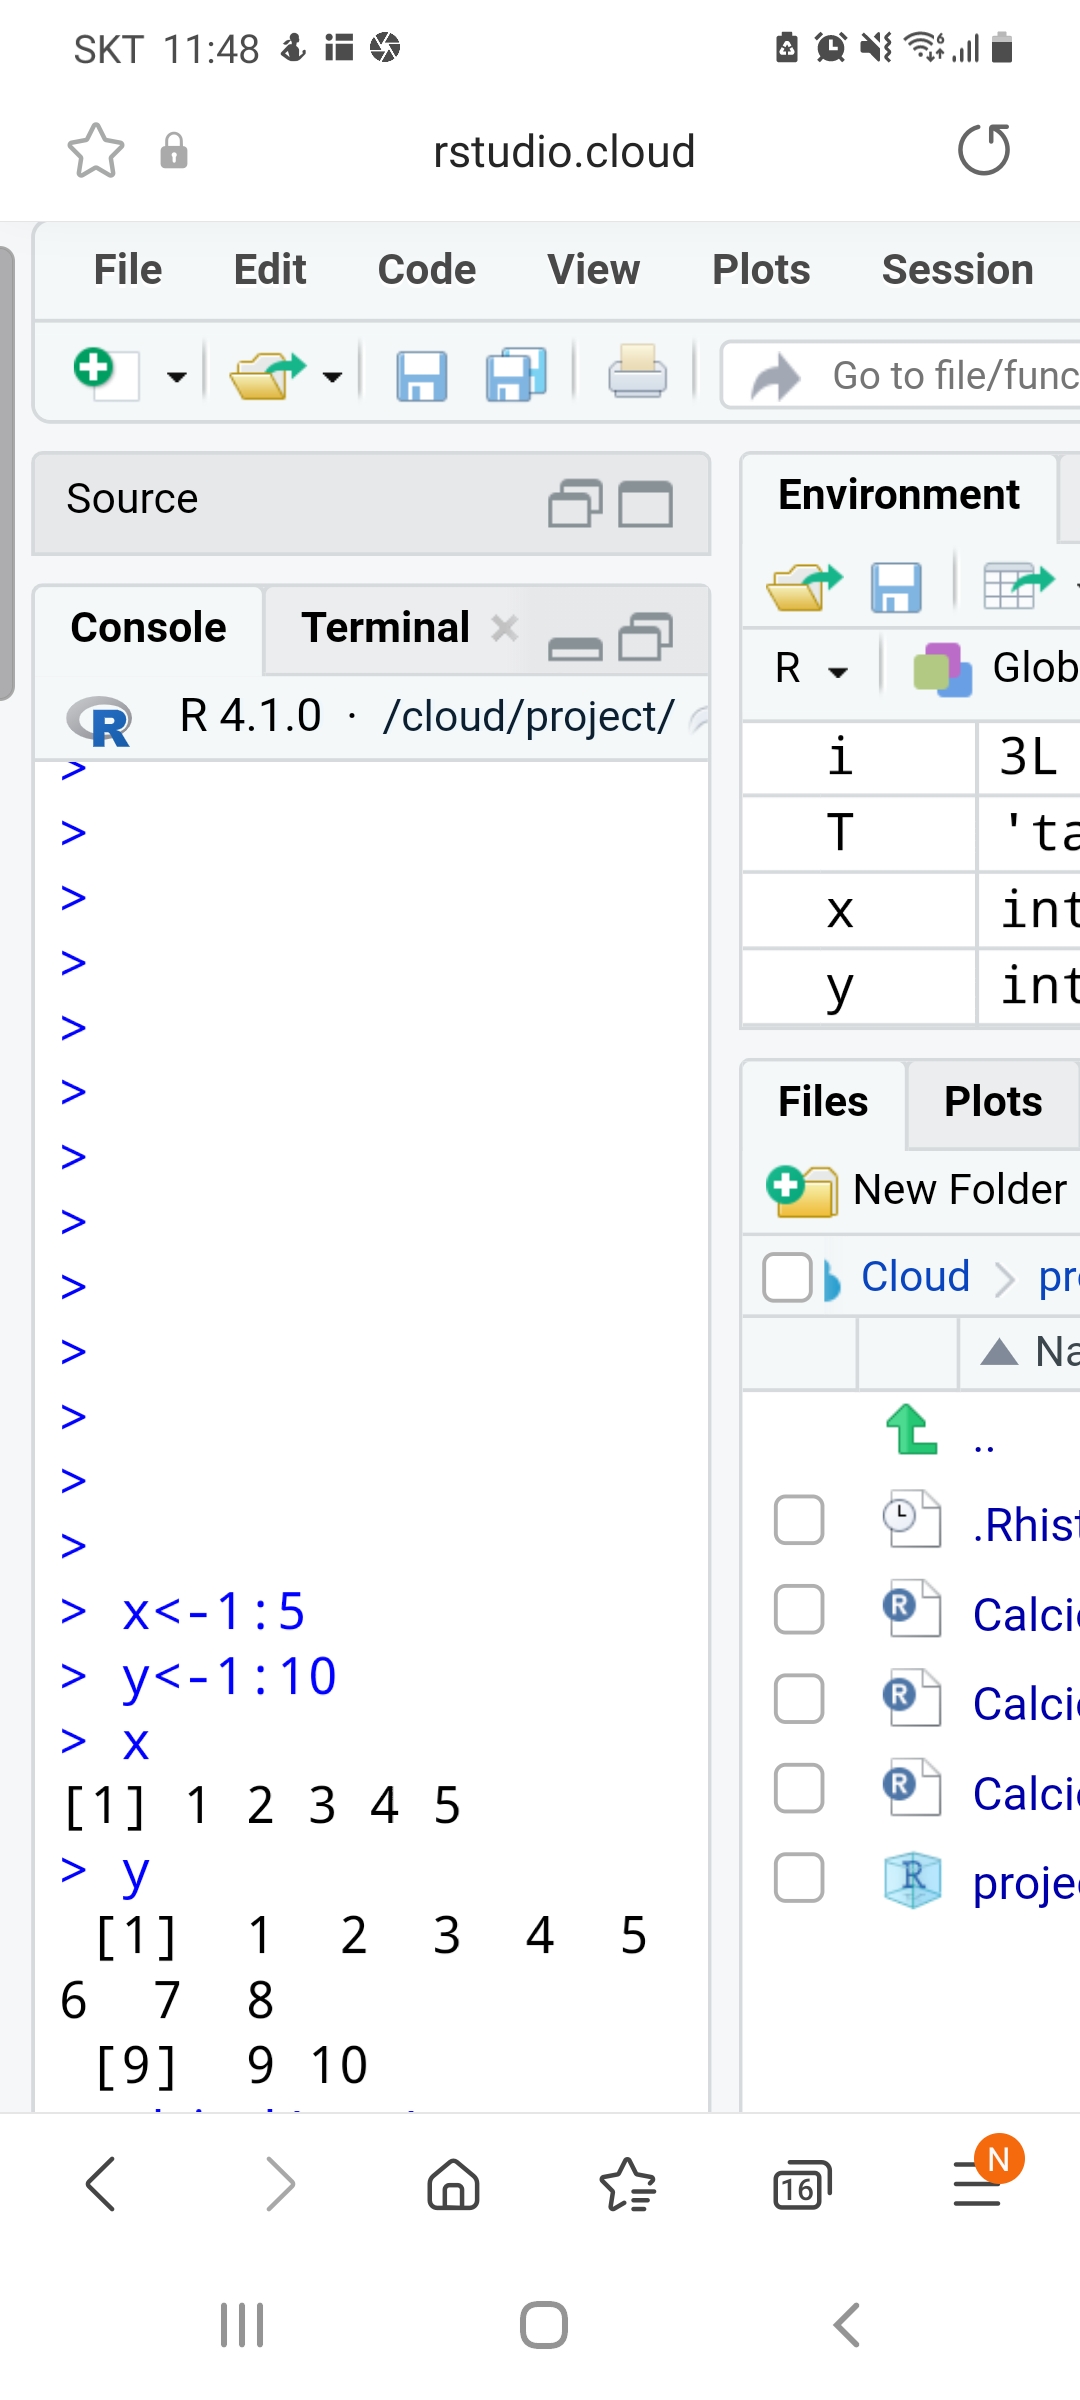 SKT 11:48
rstudio.cloud
File Edit Code View Plots Session
Go to file/func
Source
Console Terminal
R 4.1.0 · /cloud/project/
>
>
>
>
>
>
>
>
>
>
>
>
>
> x<-1:5
> y<-1:10
> x
[1] 1 2 3 4 5
> y
[1] 1 2 3 4 5
6 7 8
[9] 9 10
Environment
R Glob
i 3L
T 'ta
x int
y int
Files Plots
New Folder
Cloud > pr
Na
..
.Rhist
Calci
Calci
Calci
proje
16
N